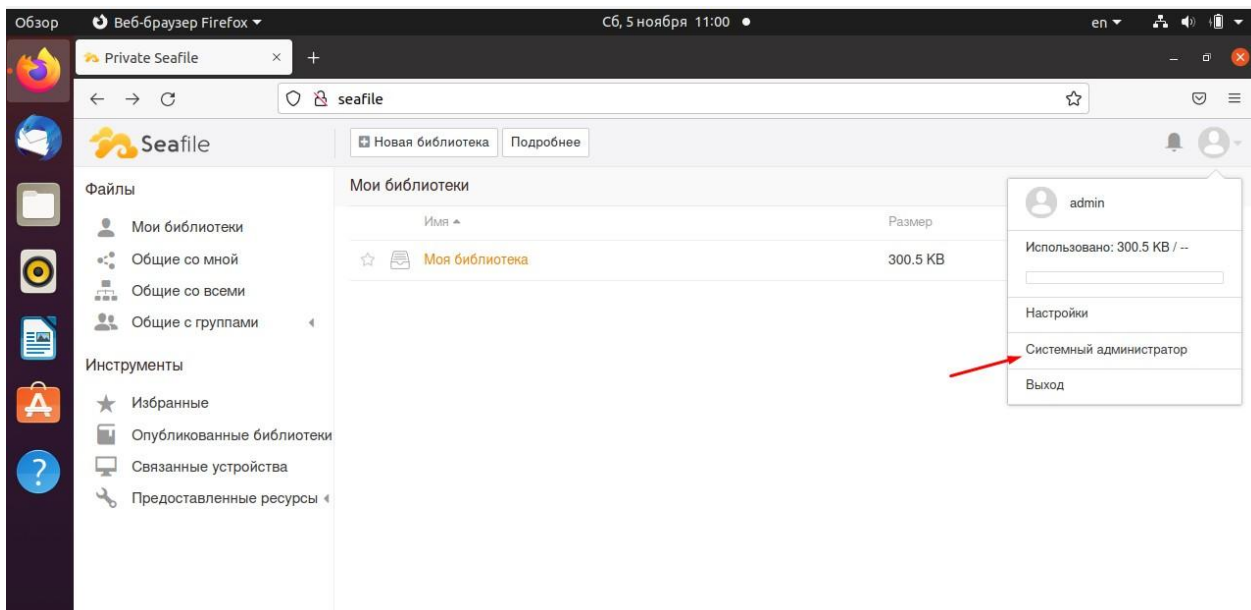 Обзор
Веб-браузер Firefox
Сб, 5 ноября 11:00
en
Private Seafile
seafile
Seafile
Новая библиотека
Подробнее
Файлы
Мои библиотеки
Общие со мной
Общие со всеми
Общие с группами
Инструменты
Избранные
Опубликованные библиотеки
Связанные устройства
Предоставленные ресурсы
Мои библиотеки
Имя
Размер
Моя библиотека
300.5 KB
admin
Использовано: 300.5 KB / --
Настройки
Системный администратор
Выход